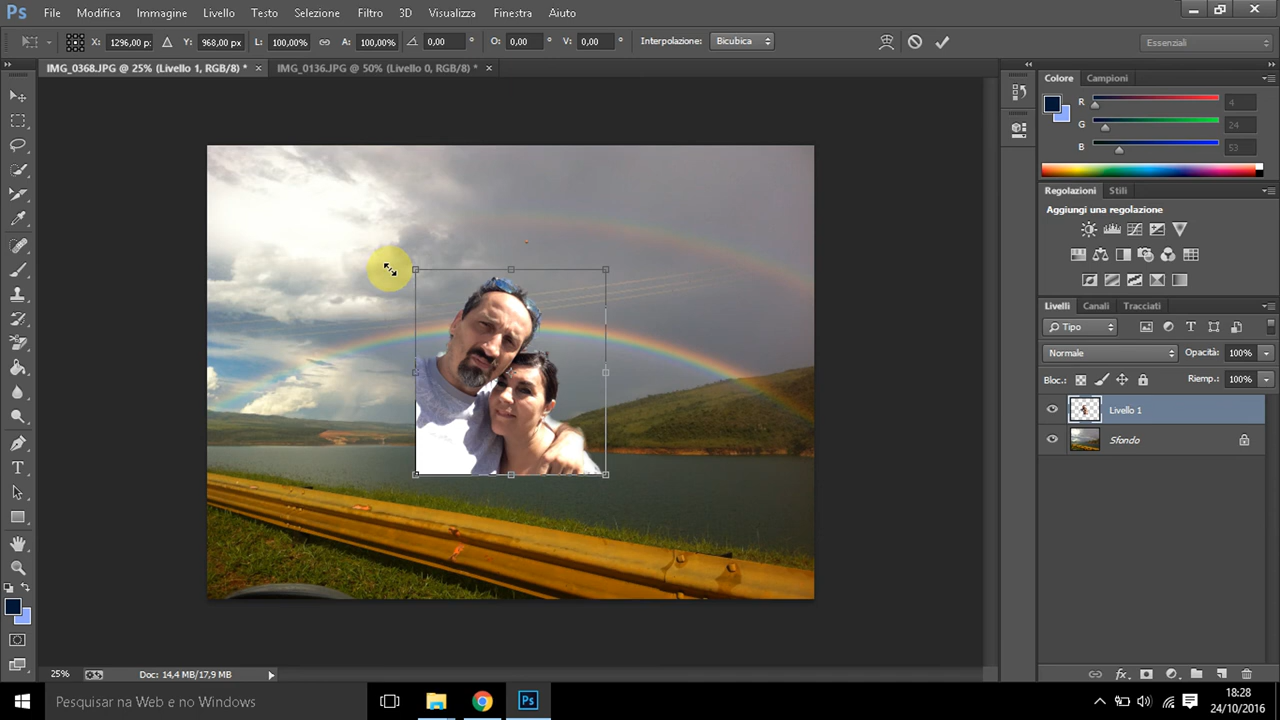 Ps File Modifica Immagine Livello Testo Selezione Filtro 3D Visualizza Finestra Aiuto
X: 1296,00 p: Y: 968,00 px L: 100,00% A: 100,00% 0,00 ° O: 0,00 ° V: 0,00 ° Interpolazione: Bicubica Essenziali
IMG_0368.JPG @ 25% (Livello 1, RGB/8) * × IMG_0136.JPG @ 50% (Livello 0, RGB/8) * ×
Colore Campioni
R 4
G 24
B 53
Regolazioni Stili
Aggiungi una regolazione
Livelli Canali Tracciati
Tipo
Normale Opacità: 100%
Bloc.: Riemp.: 100%
Livello 1
Sfondo
25% Doc: 14,4 MB/17,9 MB
Pesquisar na Web e no Windows
Ps
18:28
24/10/2016